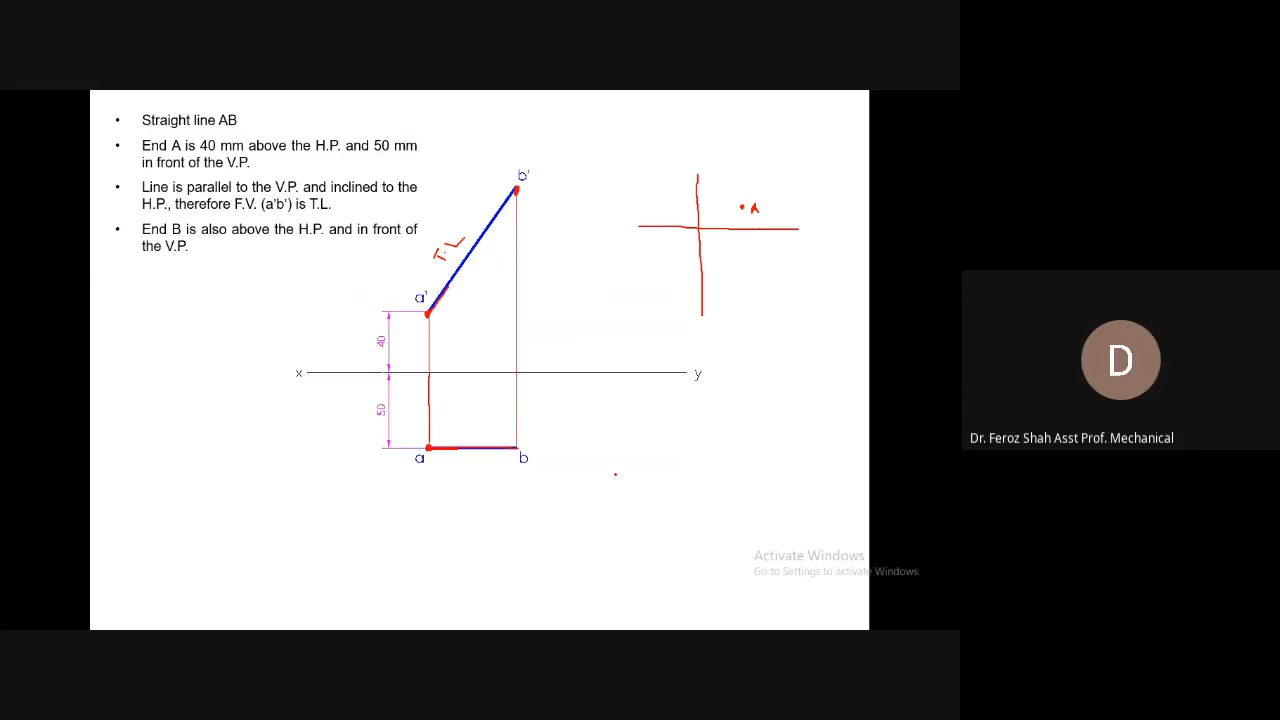 • Straight line AB
• End A is 40 mm above the H.P. and 50 mm
in front of the V.P.
• Line is parallel to the V.P. and inclined to the
H.P., therefore F.V. (a'b') is T.L.
• End B is also above the H.P. and in front of
the V.P.
b'
T.L
a'
A
40
x
y
50
a
b
D
Dr. Feroz Shah Asst Prof. Mechanical
Activate Windows
Go to Settings to activate Windows.